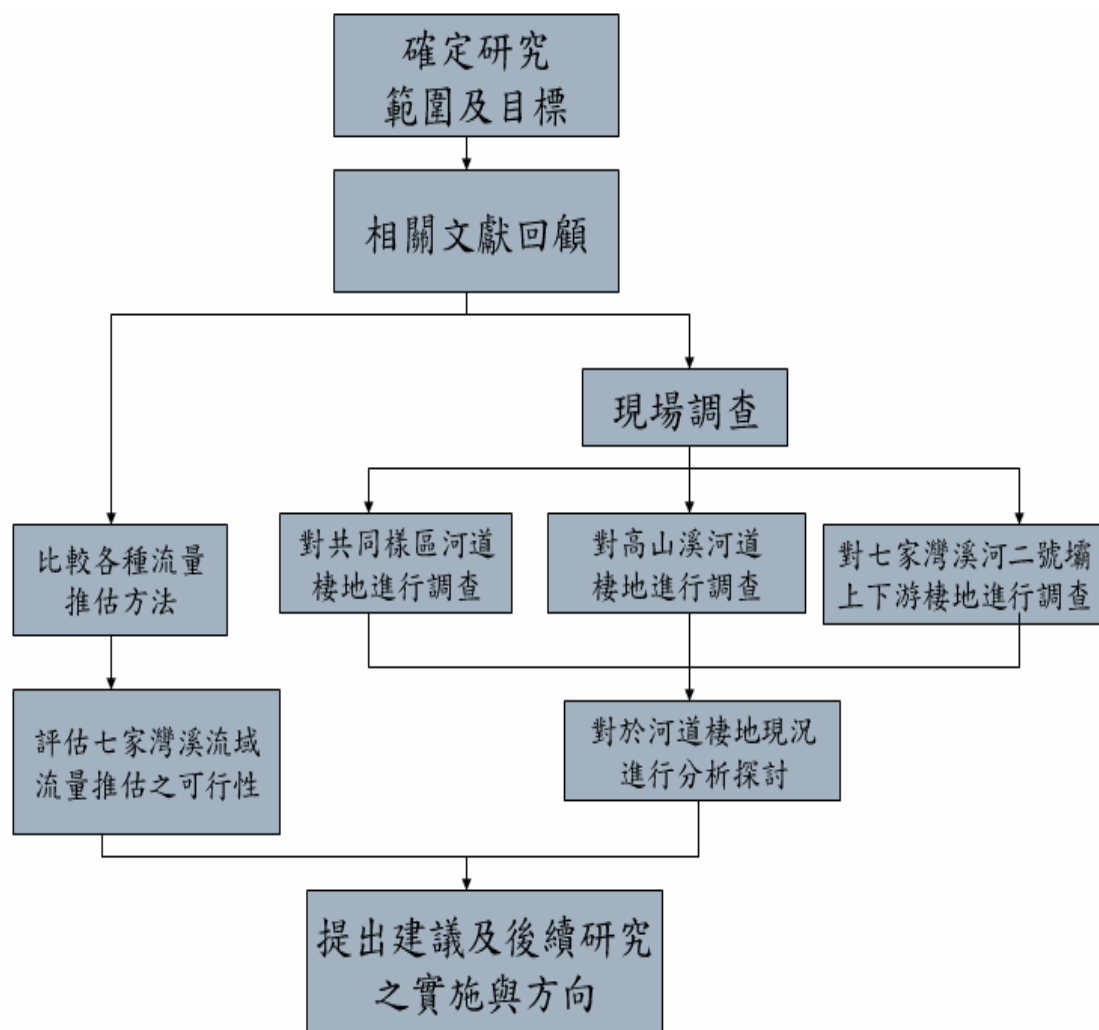 確定研究
範圍及目標
相關文獻回顧
現場調查
比較各種流量
推估方法
對共同樣區河道
棲地進行調查
對高山溪河道
棲地進行調查
對七家灣溪河二號壩
上下游棲地進行調查
評估七家灣溪流域
流量推估之可行性
對於河道棲地現況
進行分析探討
提出建議及後續研究
之實施與方向